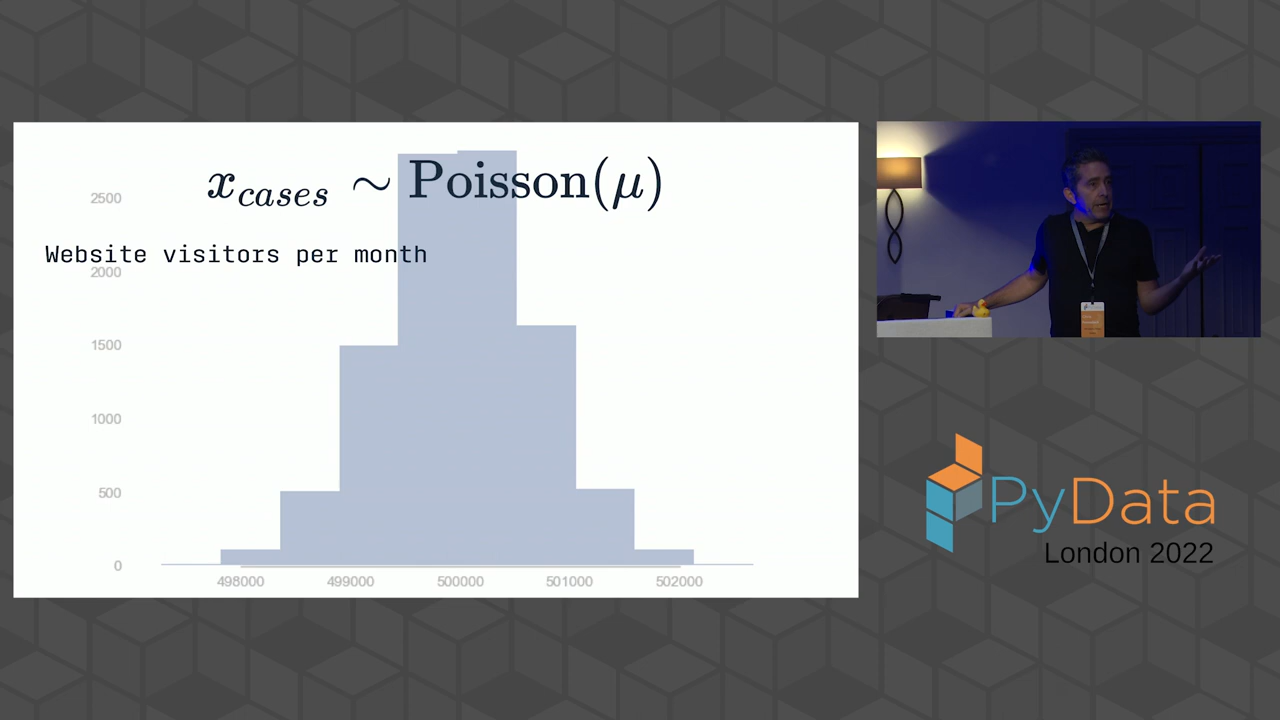 x_cases ~ Poisson(μ)
2500
Website visitors per month
2000
1500
1000
500
0
498000 499000 500000 501000 502000
PyData
London 2022